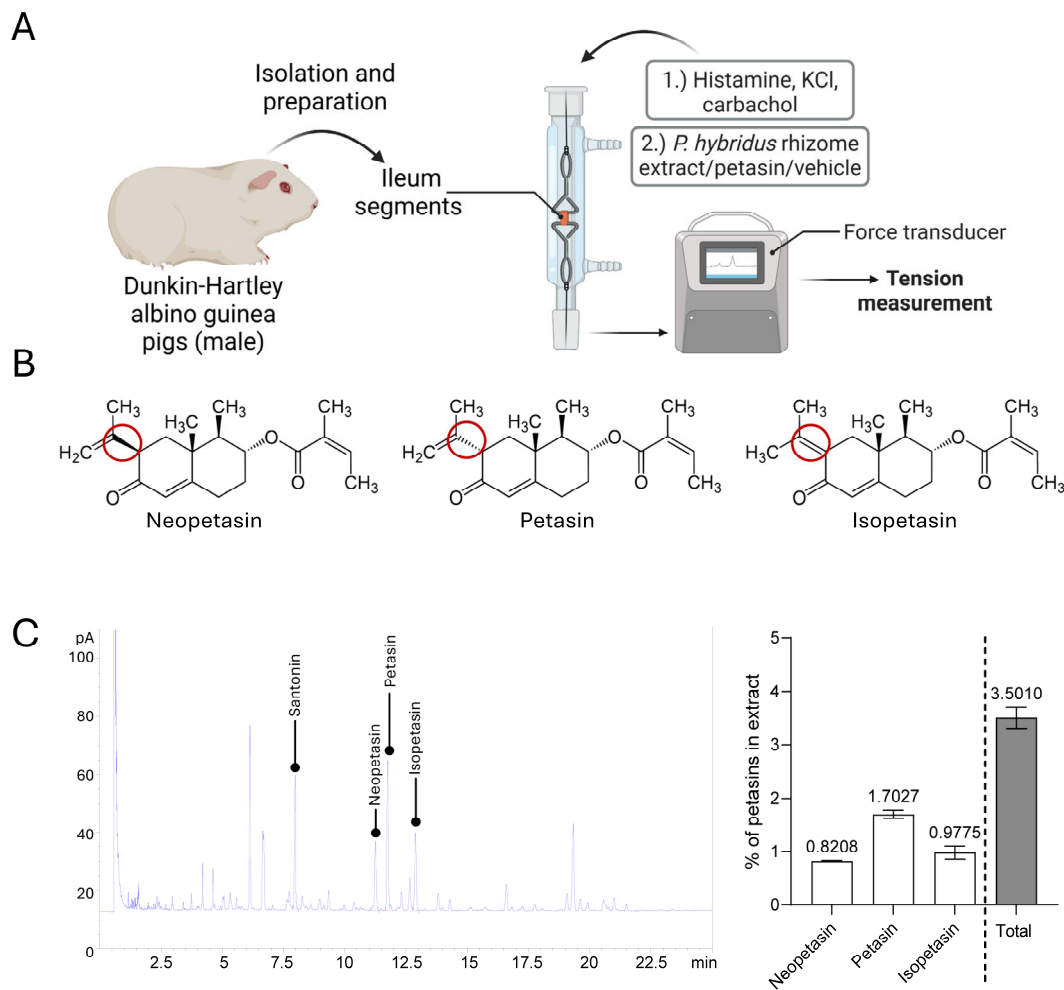 A
Isolation and
preparation
1.) Histamine, KCl,
carbachol
2.) P. hybridus rhizome
extract/petasin/vehicle
Ileum
segments
Force transducer
Tension
measurement
Dunkin-Hartley
albino guinea
pigs (male)
B
CH3
H3C
CH3
CH3
H2C
O
O
O
CH3
Neopetasin
CH3
H3C
CH3
CH3
H2C
O
O
O
CH3
Petasin
CH3
H3C
CH3
CH3
H3C
O
O
O
CH3
Isopetasin
C
pA
100
80
60
40
20
0
Santonin
Neopetasin
Petasin
Isopetasin
2.5 5 7.5 10 12.5 15 17.5 20 22.5 min
% of petasins in extract
5
4
3
2
1
0
0.8208
1.7027
0.9775
3.5010
Neopetasin
Petasin
Isopetasin
Total